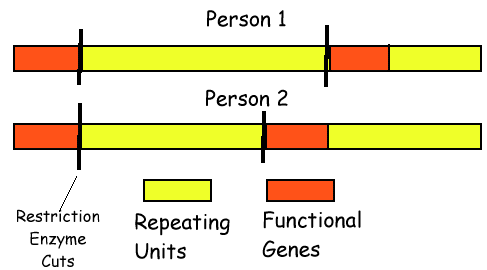 Person 1
Person 2
Restriction
Enzyme
Cuts
Repeating
Units
Functional
Genes